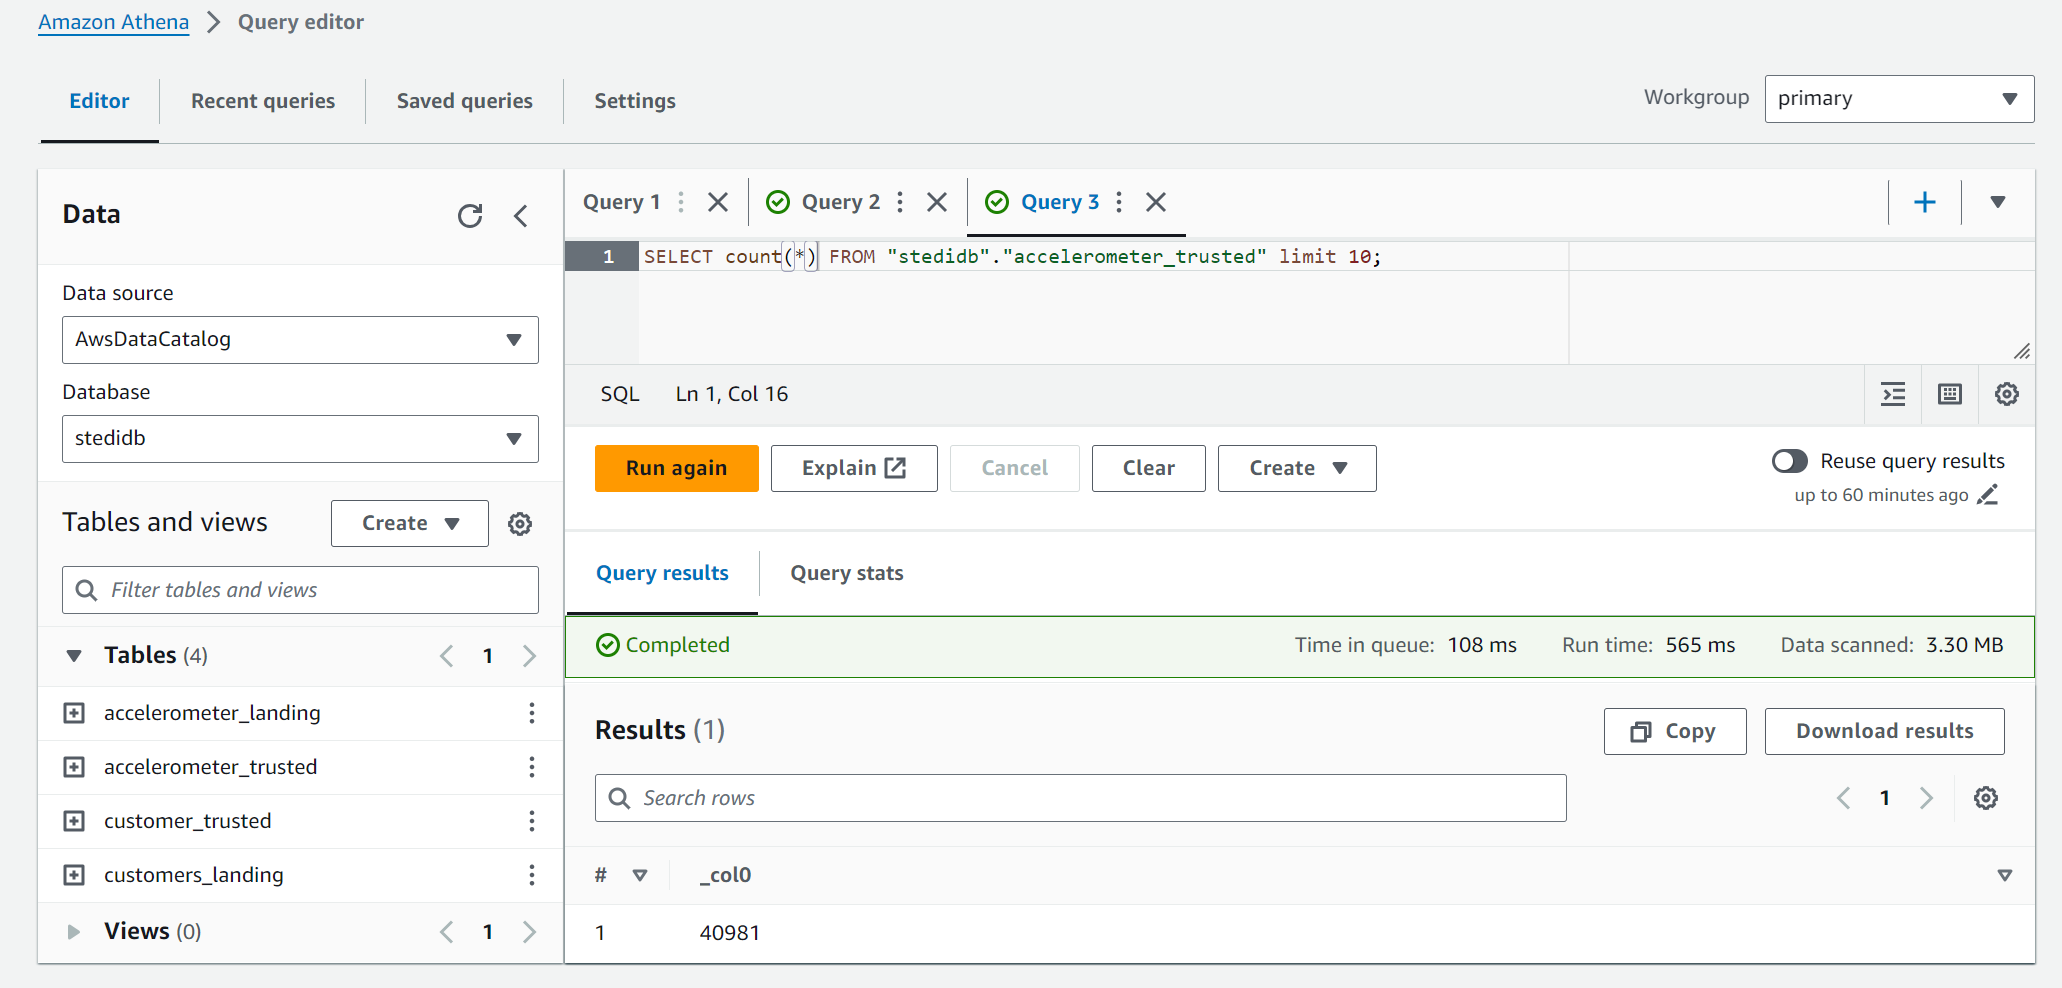 Amazon Athena > Query editor
Editor Recent queries Saved queries Settings
Workgroup primary
Data
Data source
AwsDataCatalog
Database
stedidb
Tables and views Create
Filter tables and views
Tables (4) < 1 >
accelerometer_landing
accelerometer_trusted
customer_trusted
customers_landing
Views (0) < 1 >
Query 1 Query 2 Query 3
1 SELECT count(*) FROM "stedidb"."accelerometer_trusted" limit 10;
SQL Ln 1, Col 16
Run again Explain Cancel Clear Create
Reuse query results
up to 60 minutes ago
Query results Query stats
Completed Time in queue: 108 ms Run time: 565 ms Data scanned: 3.30 MB
Results (1) Copy Download results
Search rows < 1 >
# _col0
1 40981